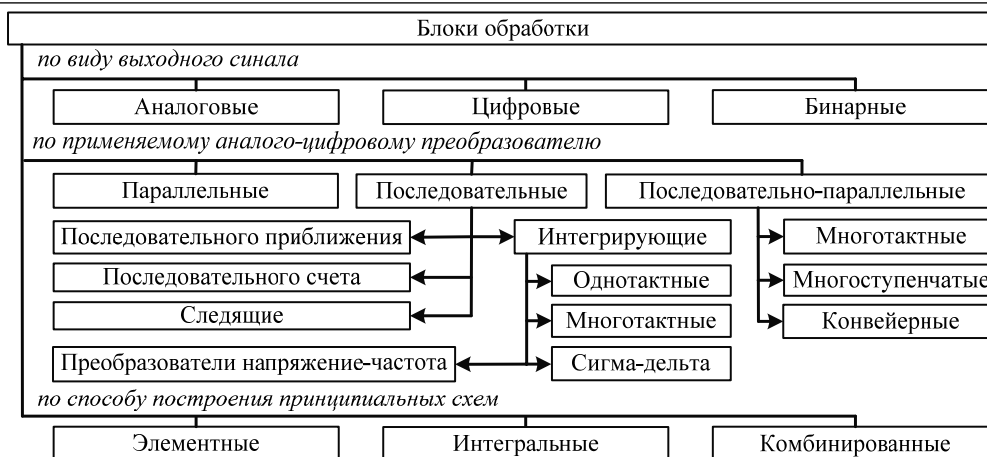 Блоки обработки
по виду выходного синала
Аналоговые
Цифровые
Бинарные
по применяемому аналого-цифровому преобразователю
Параллельные
Последовательные
Последовательно-параллельные
Последовательного приближения
Интегрирующие
Многотактные
Последовательного счета
Однотактные
Многоступенчатые
Следящие
Многотактные
Конвейерные
Преобразователи напряжение-частота
Сигма-дельта
по способу построения принципиальных схем
Элементные
Интегральные
Комбинированные